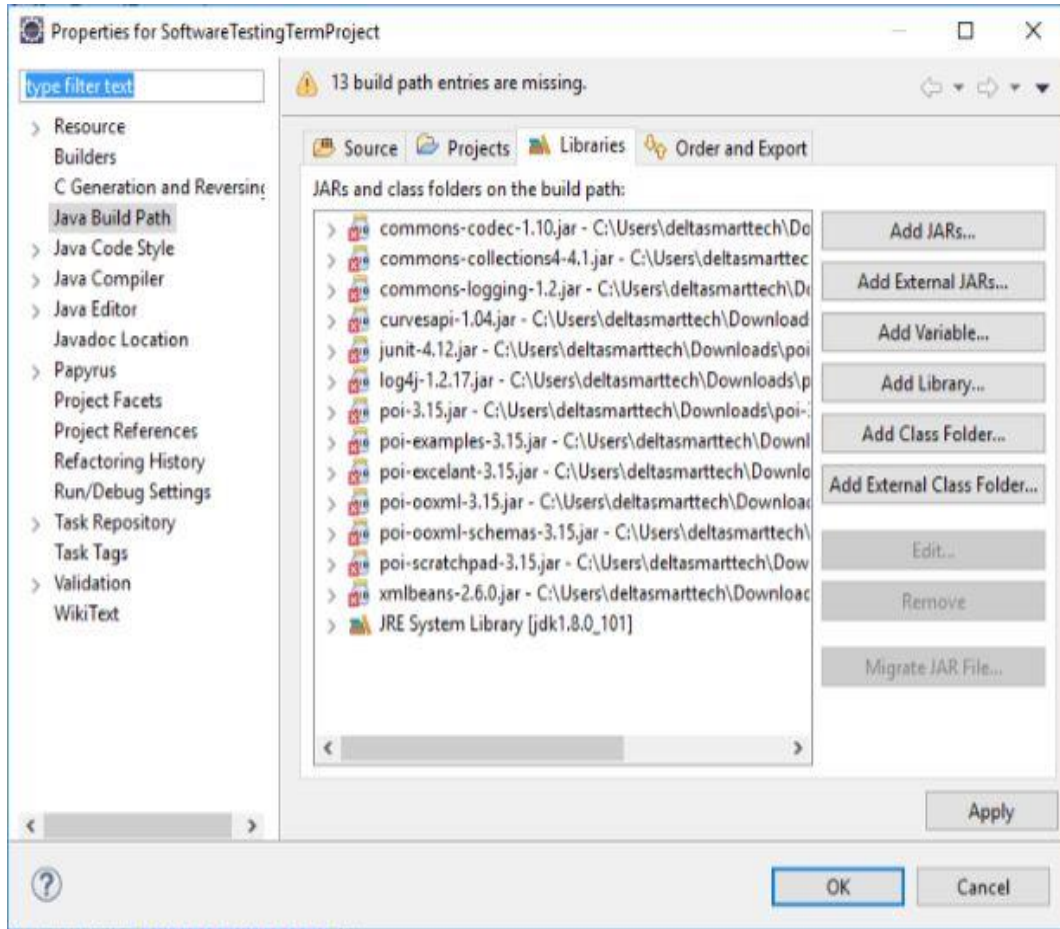 Properties for SoftwareTestingTermProject
type filter text
Resource
Builders
C Generation and Reversing
Java Build Path
Java Code Style
Java Compiler
Java Editor
Javadoc Location
Papyrus
Project Facets
Project References
Refactoring History
Run/Debug Settings
Task Repository
Task Tags
Validation
WikiText
13 build path entries are missing.
Source Projects Libraries Order and Export
JARs and class folders on the build path:
commons-codec-1.10.jar - C:\Users\deltasmarttech\Do
commons-collections4-4.1.jar - C:\Users\deltasmarttec
commons-logging-1.2.jar - C:\Users\deltasmarttech\Do
curvesapi-1.04.jar - C:\Users\deltasmarttech\Download
junit-4.12.jar - C:\Users\deltasmarttech\Downloads\poi
log4j-1.2.17.jar - C:\Users\deltasmarttech\Downloads\p
poi-3.15.jar - C:\Users\deltasmarttech\Downloads\poi-
poi-examples-3.15.jar - C:\Users\deltasmarttech\Downl
poi-excelant-3.15.jar - C:\Users\deltasmarttech\Downlo
poi-ooxml-3.15.jar - C:\Users\deltasmarttech\Downloac
poi-ooxml-schemas-3.15.jar - C:\Users\deltasmarttech\
poi-scratchpad-3.15.jar - C:\Users\deltasmarttech\Dow
xmlbeans-2.6.0.jar - C:\Users\deltasmarttech\Downloac
JRE System Library [jdk1.8.0_101]
Add JARs...
Add External JARs...
Add Variable...
Add Library...
Add Class Folder...
Add External Class Folder...
Edit...
Remove
Migrate JAR File...
Apply
OK Cancel